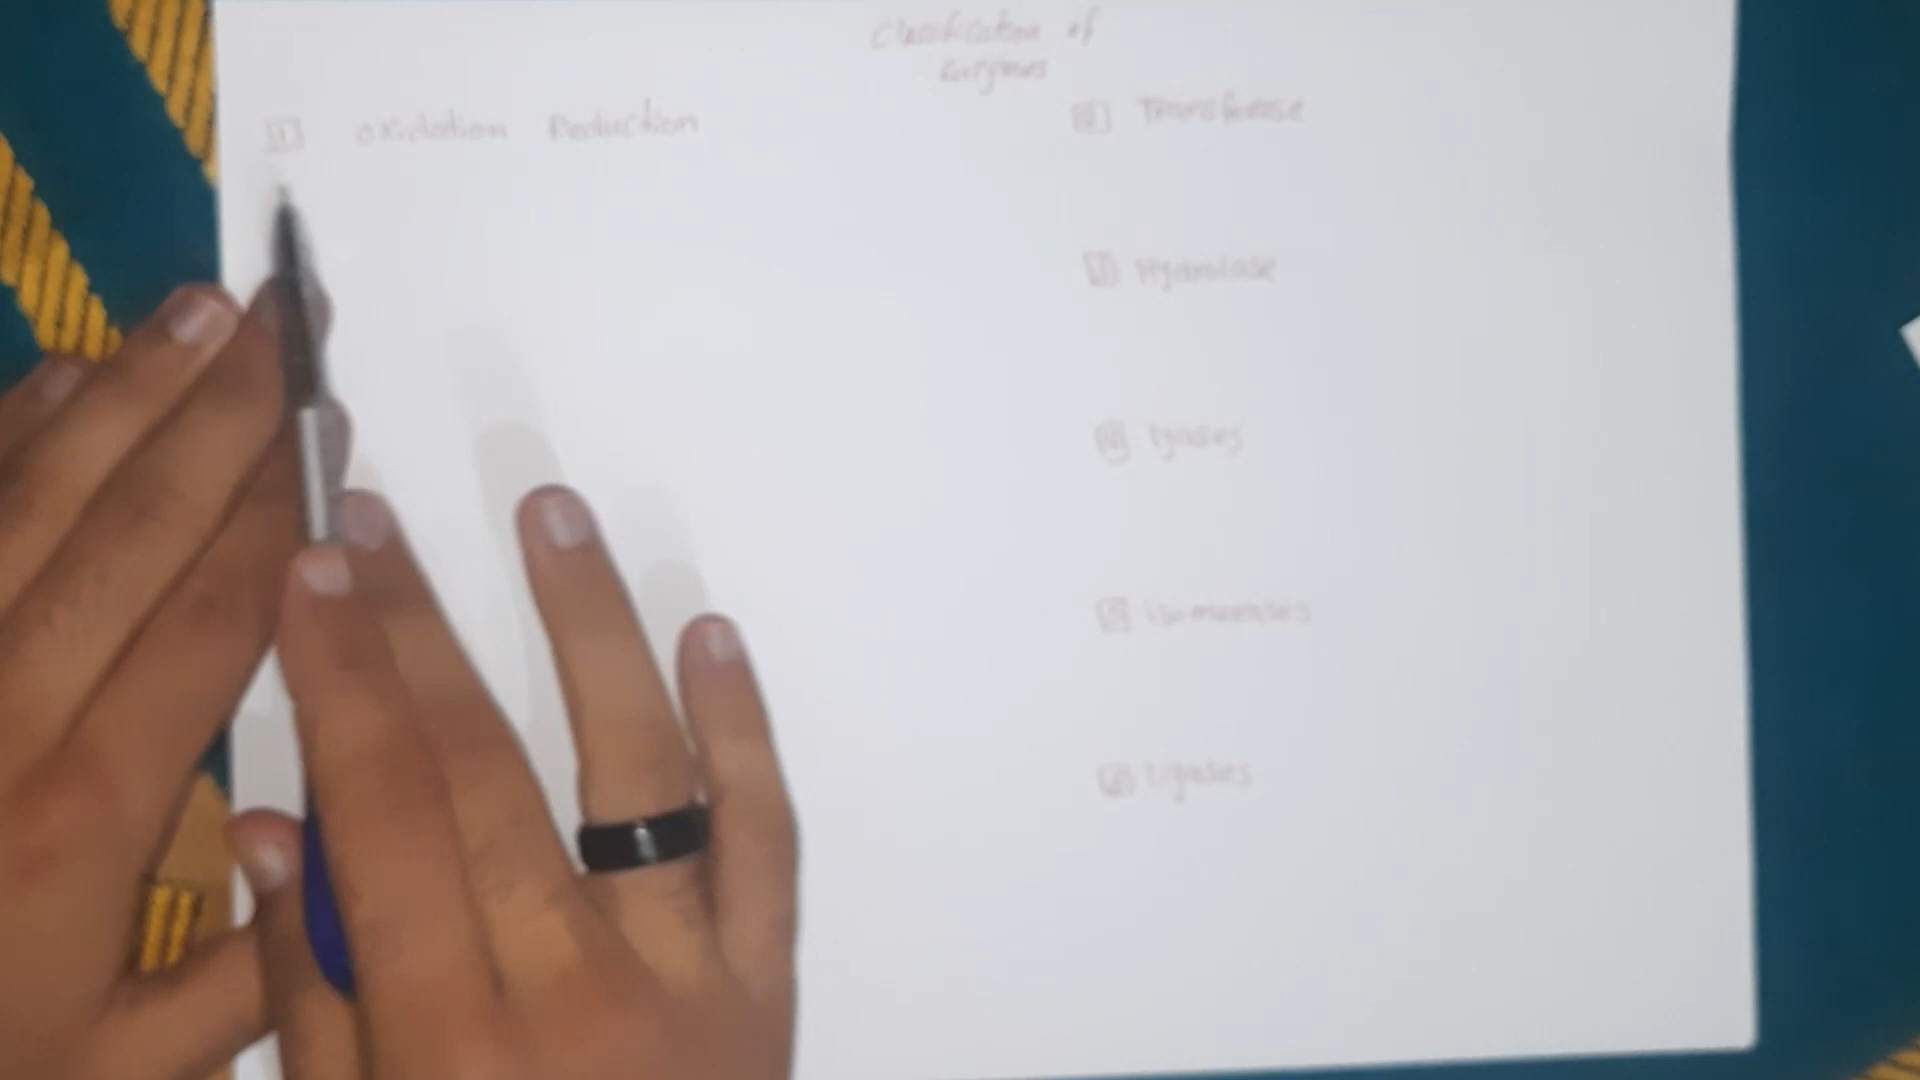 Classification of
Enzymes
1 oxidation Reduction
2 Transferase
3 Hydrolase
4 lyases
5 isomerases
6 ligases